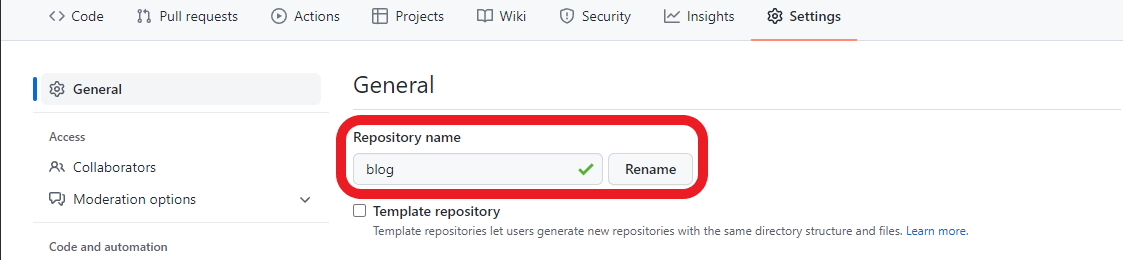 Code Pull requests Actions Projects Wiki Security Insights Settings
General
Access
Collaborators
Moderation options
Code and automation
General
Repository name
blog Rename
Template repository
Template repositories let users generate new repositories with the same directory structure and files. Learn more.